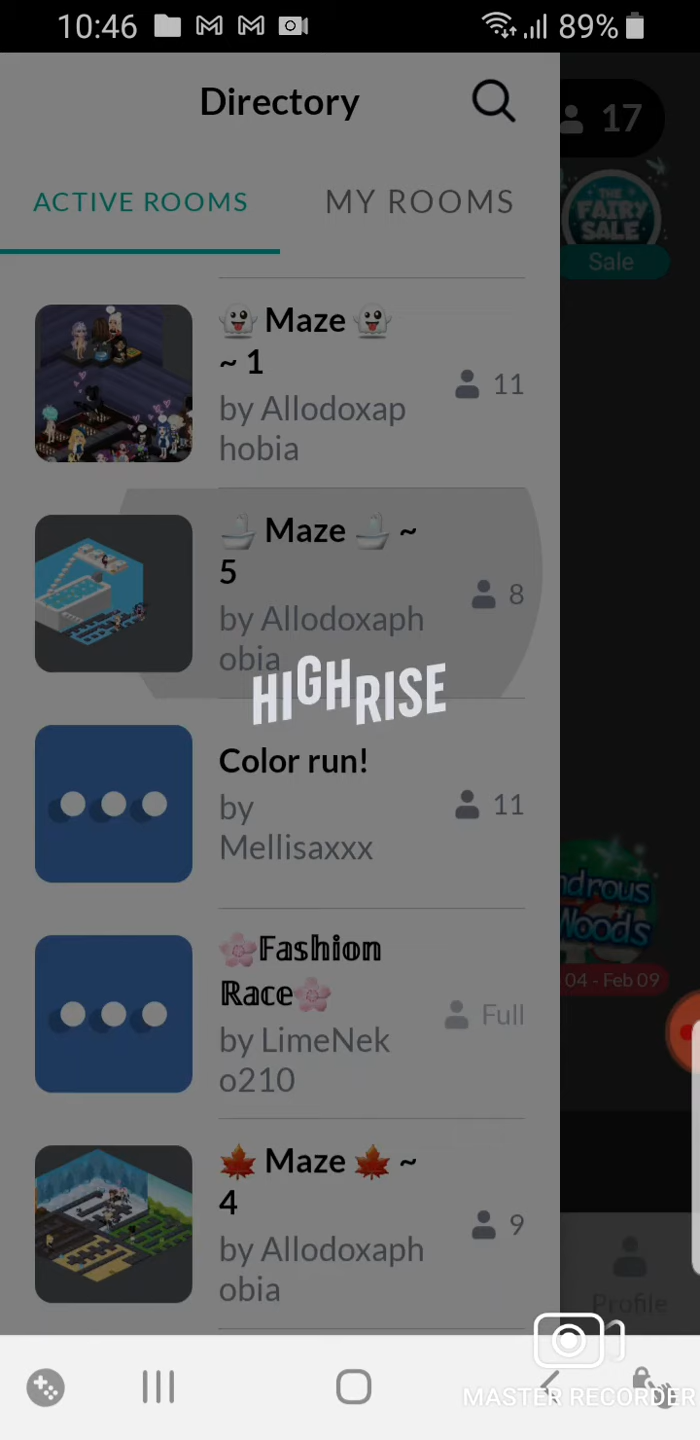 10:46
89%
Directory
17
THE
FAIRY
SALE
Sale
ACTIVE ROOMS
MY ROOMS
👻 Maze 👻
~ 1
11
by Allodoxap
hobia
🛁 Maze 🛁 ~
5
8
by Allodoxaph
obia
HIGHRISE
Color run!
11
by
Mellisaxxx
ndrous
Woods
04 - Feb 09
🌸𝔽𝕒𝕤𝕙𝕚𝕠𝕟
ℝ𝕒𝕔𝕖🌸
Full
by LimeNek
o210
🍁 Maze 🍁 ~
4
9
by Allodoxaph
obia
Profile
MASTER RECORDER